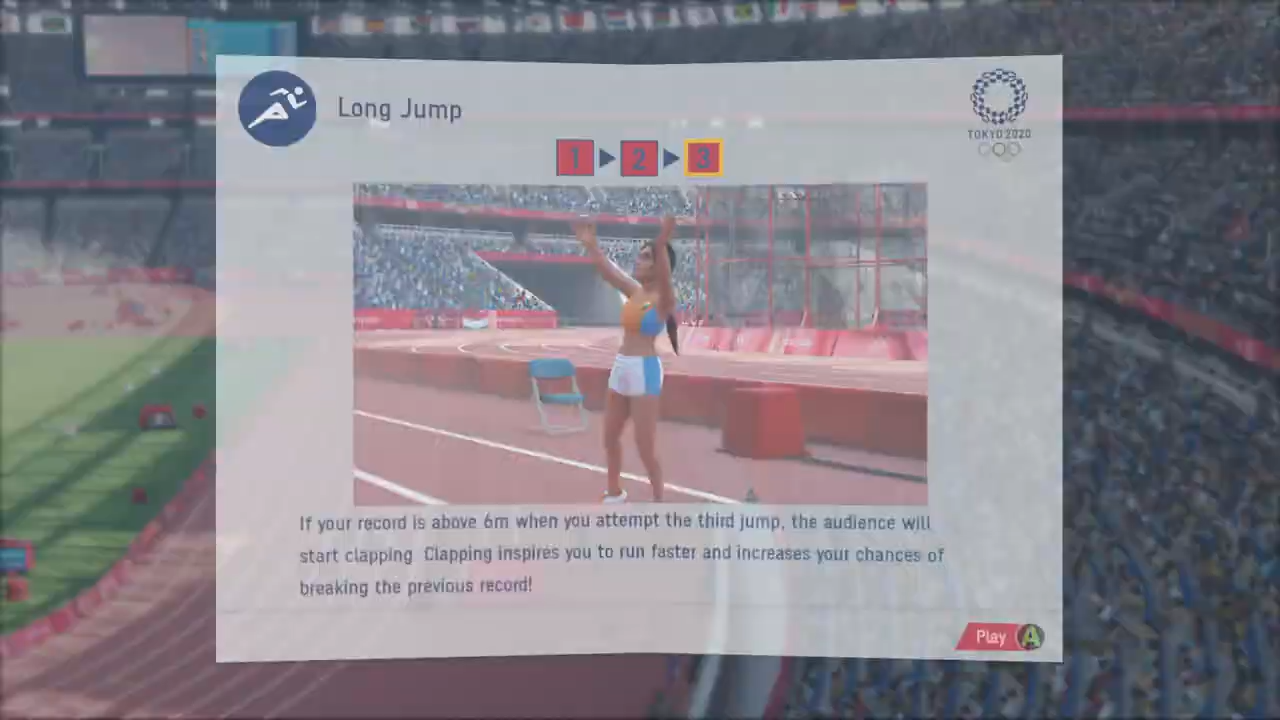 Long Jump
TOKYO 2020
1
2
3
If your record is above 6m when you attempt the third jump, the audience will
start clapping. Clapping inspires you to run faster and increases your chances of
breaking the previous record!
Play A